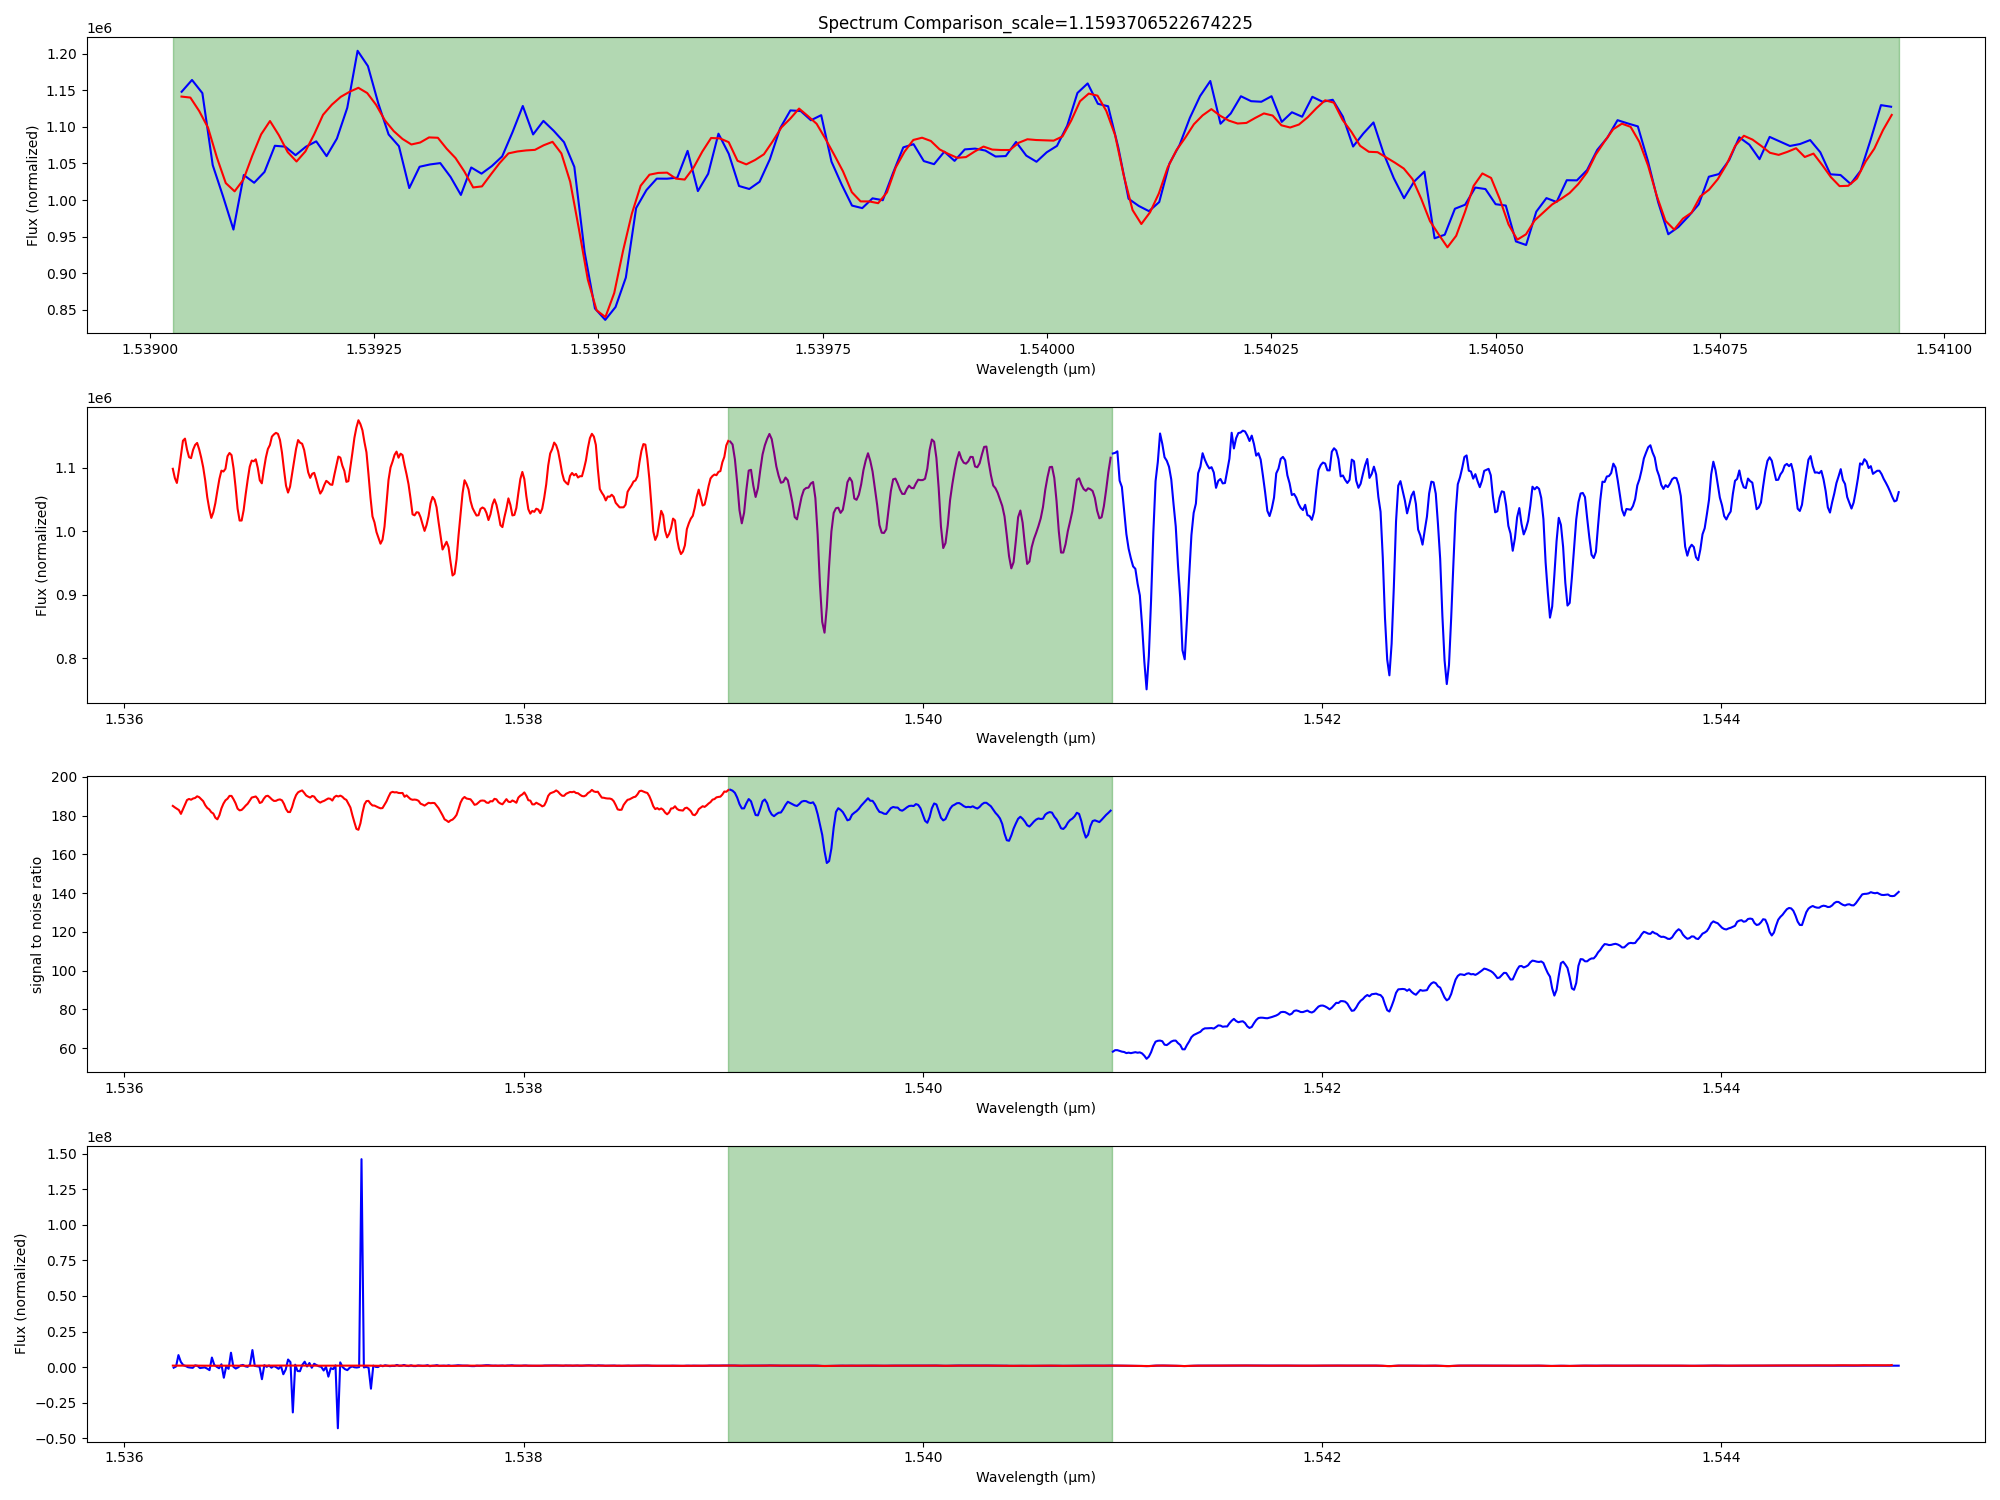 Spectrum Comparison_scale=1.1593706522674225
1e6
1.20
1.15
1.10
1.05
1.00
0.95
0.90
0.85
Flux (normalized)
1.53900 1.53925 1.53950 1.53975 1.54000 1.54025 1.54050 1.54075 1.54100
Wavelength (μm)
1e6
1.1
1.0
0.9
0.8
Flux (normalized)
1.536 1.538 1.540 1.542 1.544
Wavelength (μm)
200
180
160
140
120
100
80
60
signal to noise ratio
1.536 1.538 1.540 1.542 1.544
Wavelength (μm)
1e8
1.50
1.25
1.00
0.75
0.50
0.25
0.00
−0.25
−0.50
Flux (normalized)
1.536 1.538 1.540 1.542 1.544
Wavelength (μm)